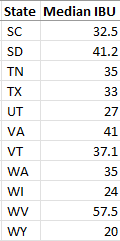 State Median IBU
SC 32.5
SD 41.2
TN 35
TX 33
UT 27
VA 41
VT 37.1
WA 35
WI 24
WV 57.5
WY 20